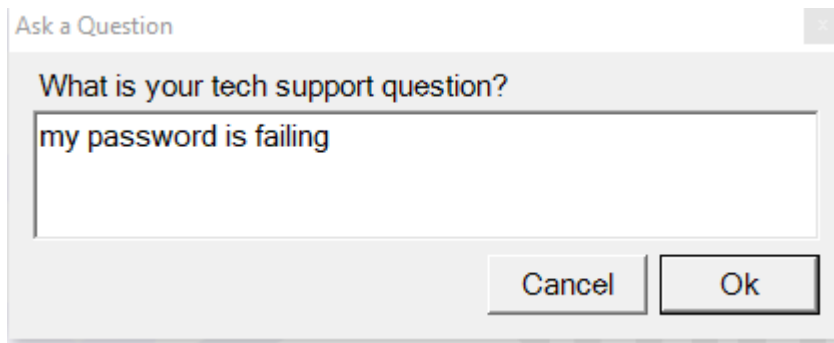 Ask a Question
What is your tech support question?
my password is failing
Cancel Ok